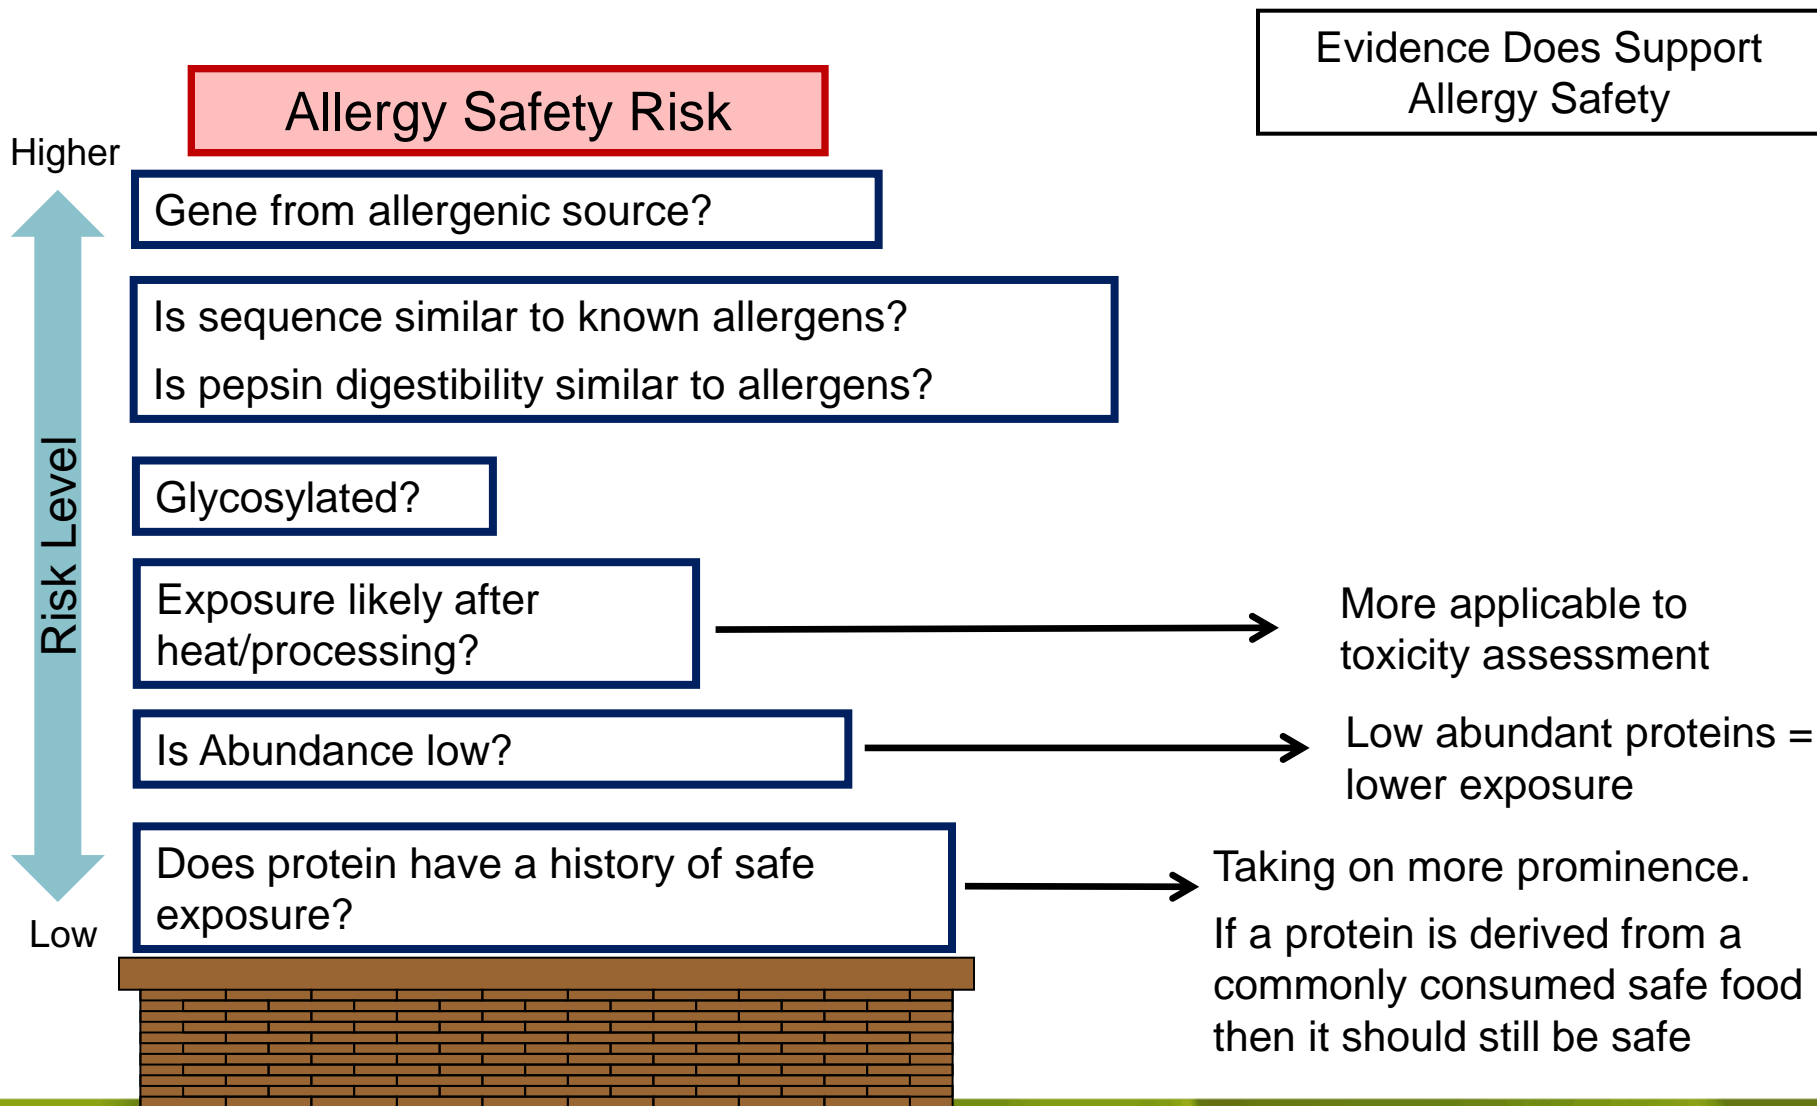 Evidence Does Support
Allergy Safety
Allergy Safety Risk
Higher
Gene from allergenic source?
Is sequence similar to known allergens?
Is pepsin digestibility similar to allergens?
Risk Level
Glycosylated?
Exposure likely after
heat/processing?
More applicable to
toxicity assessment
Is Abundance low?
Low abundant proteins =
lower exposure
Does protein have a history of safe
exposure?
Low
Taking on more prominence.
If a protein is derived from a
commonly consumed safe food
then it should still be safe